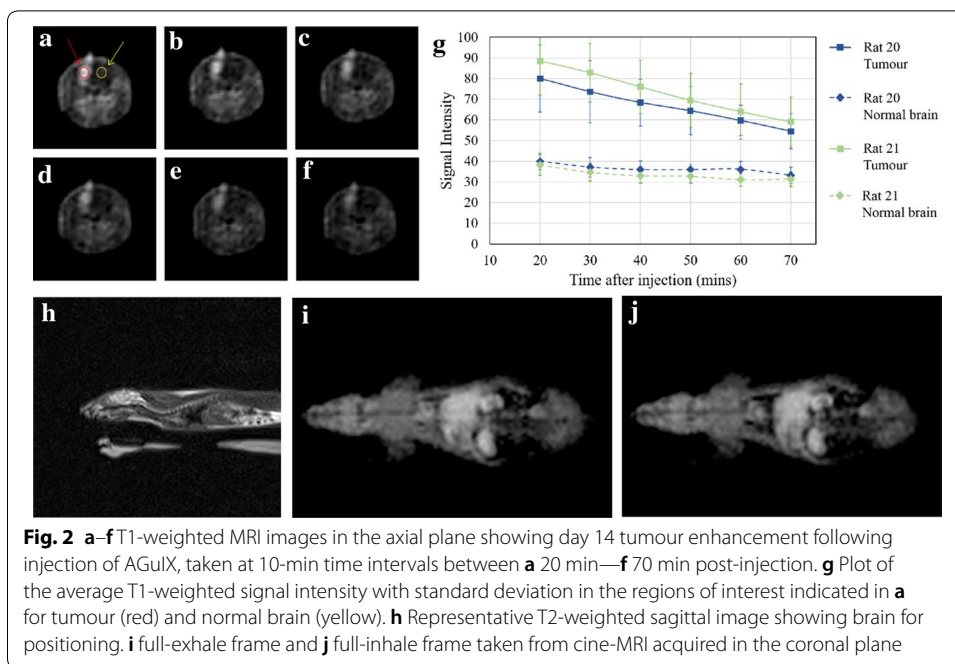 a
b
c
d
e
f
g
100
90
80
70
60
50
40
30
20
10
0
Signal Intensity
10 20 30 40 50 60 70
Time after injection (mins)
Rat 20
Tumour
Rat 20
Normal brain
Rat 21
Tumour
Rat 21
Normal brain
h
i
j
Fig. 2 a–f T1-weighted MRI images in the axial plane showing day 14 tumour enhancement following
injection of AGuIX, taken at 10-min time intervals between a 20 min—f 70 min post-injection. g Plot of
the average T1-weighted signal intensity with standard deviation in the regions of interest indicated in a
for tumour (red) and normal brain (yellow). h Representative T2-weighted sagittal image showing brain for
positioning. i full-exhale frame and j full-inhale frame taken from cine-MRI acquired in the coronal plane